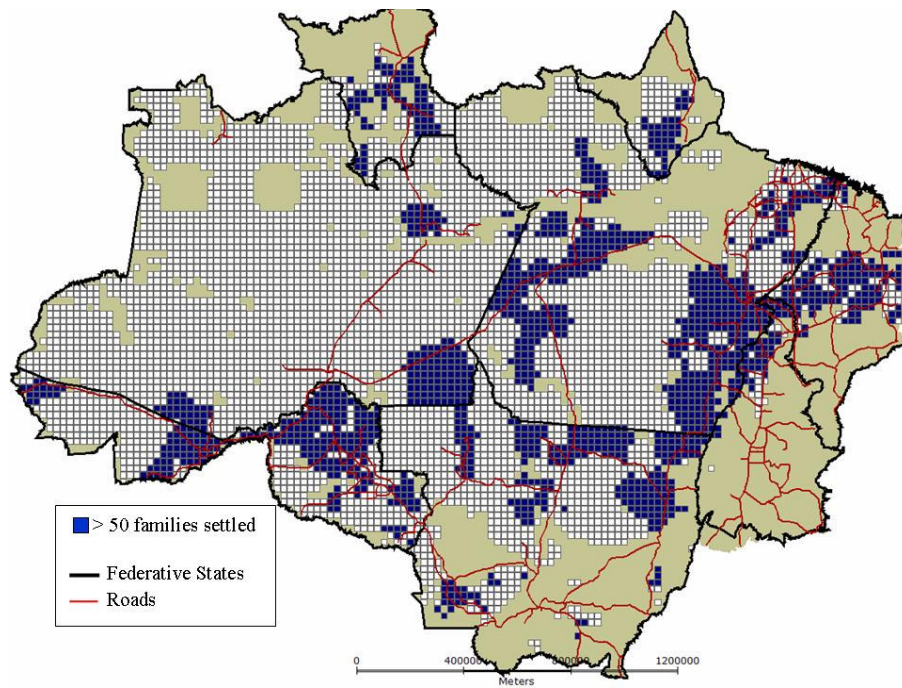 > 50 families settled
Federative States
Roads
0 400000 800000 1200000
Meters